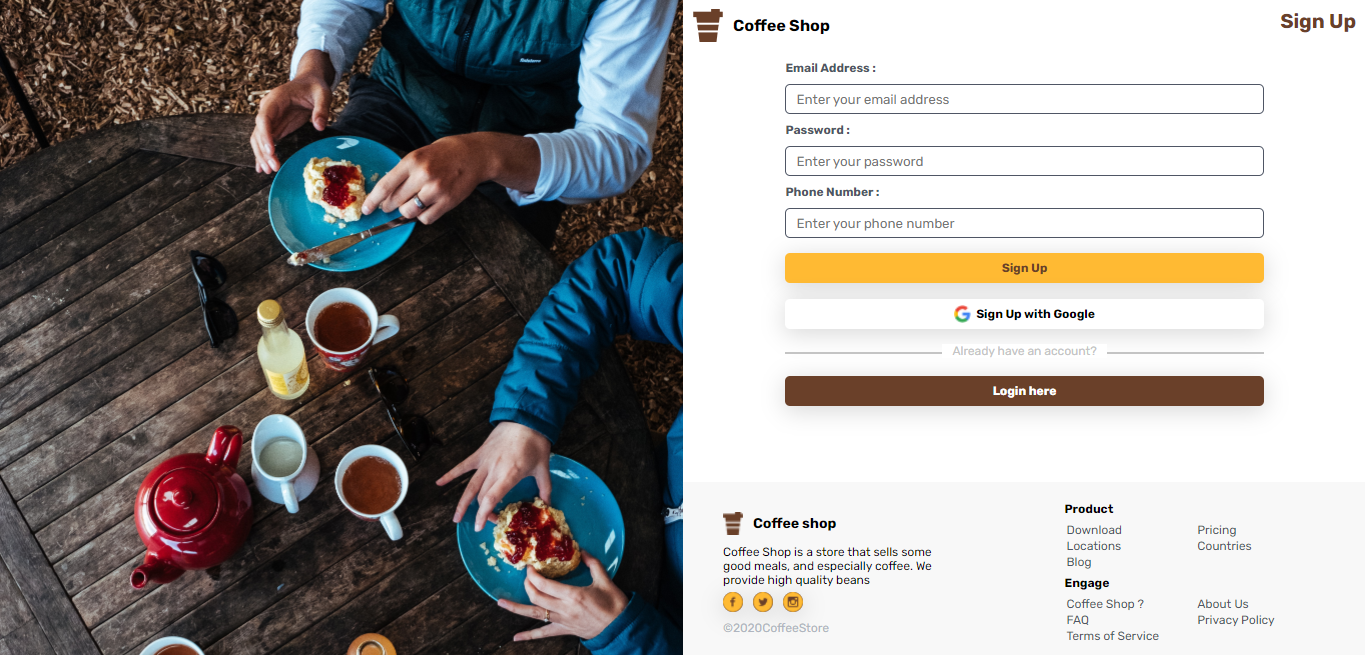 Coffee Shop
Sign Up
Email Address :
Enter your email address
Password :
Enter your password
Phone Number :
Enter your phone number
Sign Up
Sign Up with Google
Already have an account?
Login here
Coffee shop
Coffee Shop is a store that sells some
good meals, and especially coffee. We
provide high quality beans
©2020CoffeeStore
Product
Download Pricing
Locations Countries
Blog
Engage
Coffee Shop ? About Us
FAQ Privacy Policy
Terms of Service